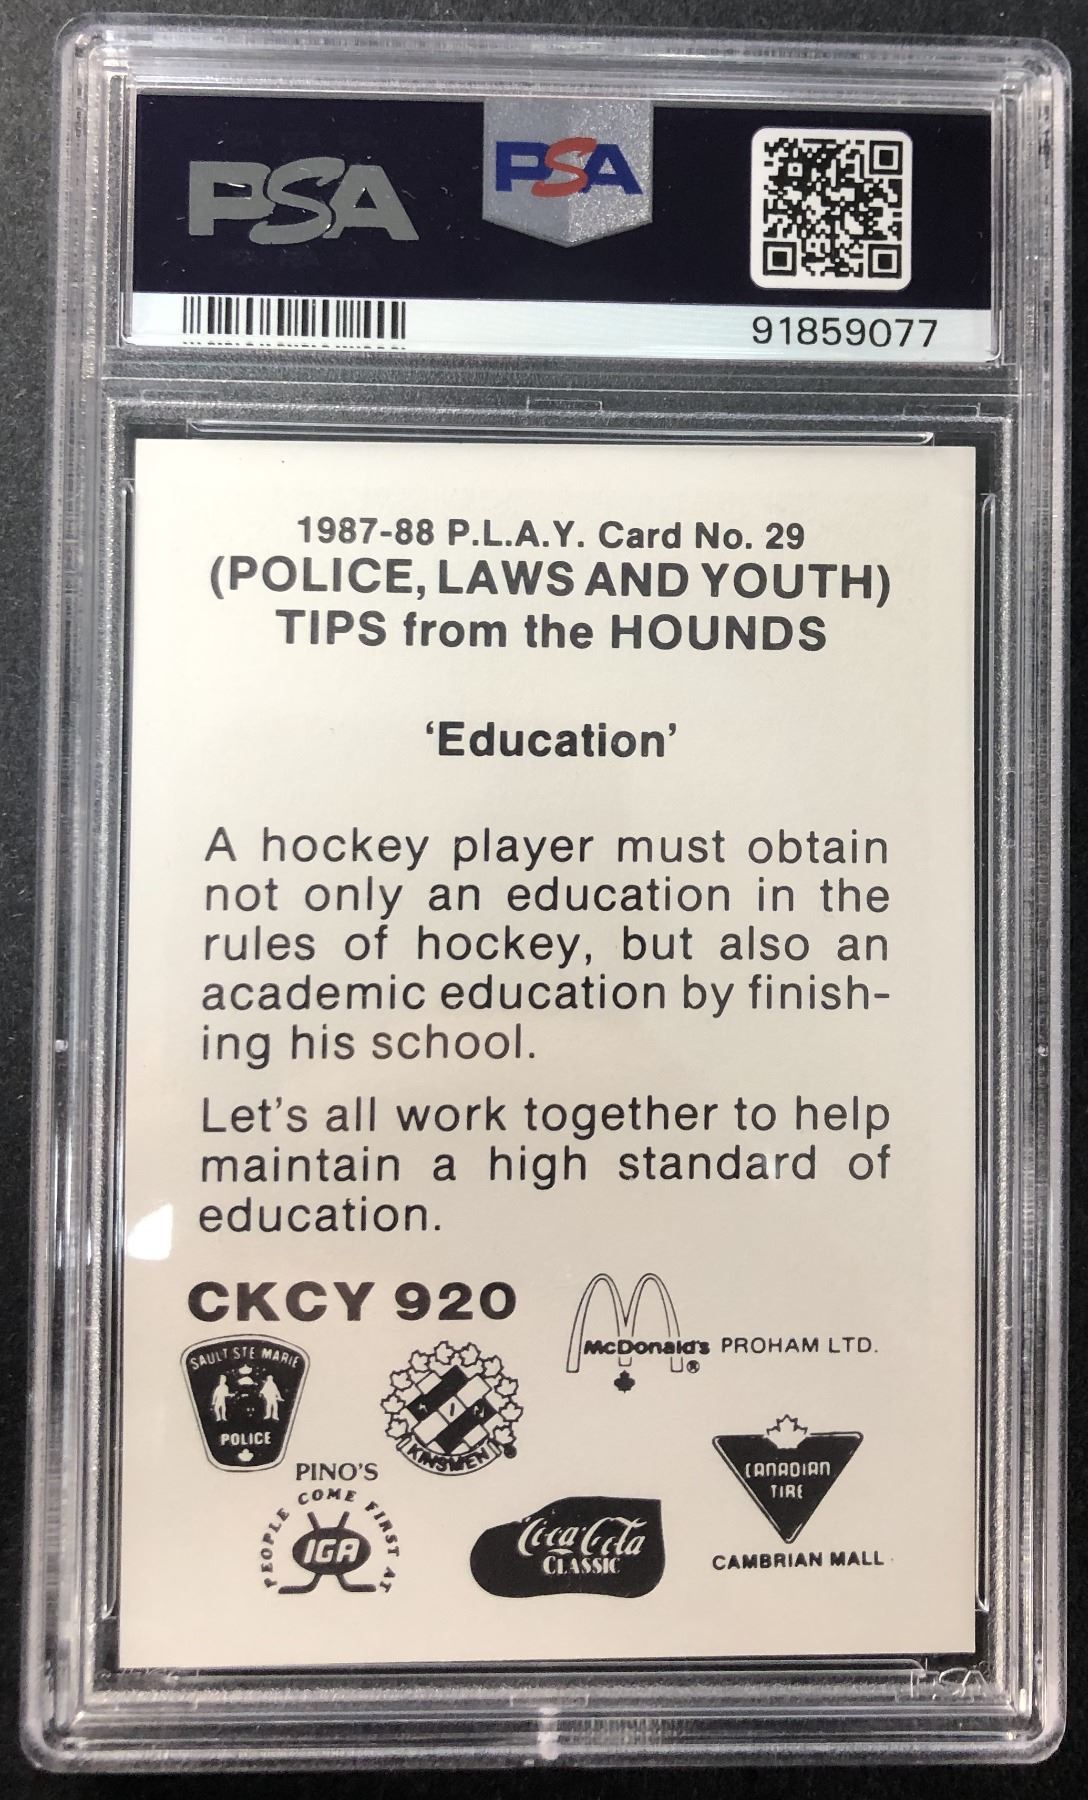 PSA
PSA
91859077
1987-88 P.L.A.Y. Card No. 29
(POLICE, LAWS AND YOUTH)
TIPS from the HOUNDS
‘Education’
A hockey player must obtain
not only an education in the
rules of hockey, but also an
academic education by finish-
ing his school.
Let's all work together to help
maintain a high standard of
education.
CKCY 920
McDonald's® PROHAM LTD.
SAULT STE MARIE
POLICE
KIN
KINSMEN
PINO'S
PEOPLE COME FIRST AT
IGA
Coca-Cola
CLASSIC
CANADIAN
TIRE
CAMBRIAN MALL
PSA